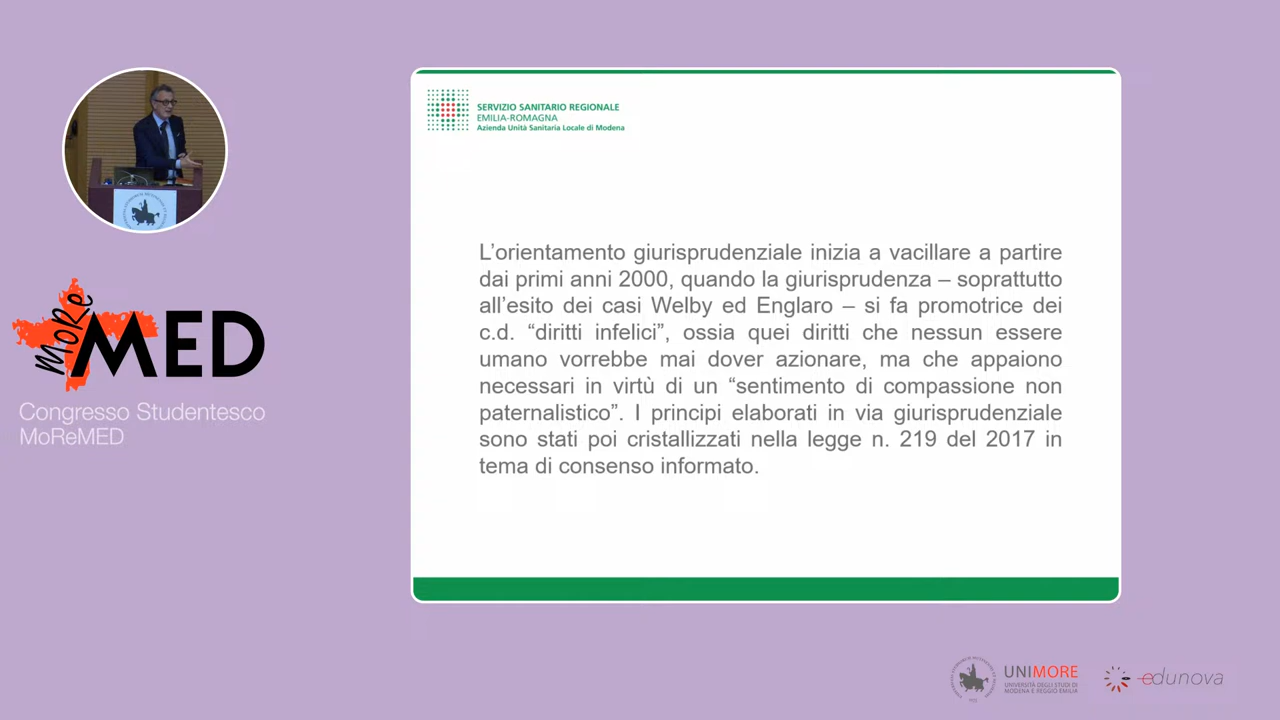 SERVIZIO SANITARIO REGIONALE
EMILIA-ROMAGNA
Azienda Unità Sanitaria Locale di Modena
L’orientamento giurisprudenziale inizia a vacillare a partire
dai primi anni 2000, quando la giurisprudenza – soprattutto
all’esito dei casi Welby ed Englaro – si fa promotrice dei
c.d. “diritti infelici”, ossia quei diritti che nessun essere
umano vorrebbe mai dover azionare, ma che appaiono
necessari in virtù di un “sentimento di compassione non
paternalistico”. I principi elaborati in via giurisprudenziale
sono stati poi cristallizzati nella legge n. 219 del 2017 in
tema di consenso informato.
MoRe
MED
Congresso Studentesco
MoReMED
UNIMORE
UNIVERSITÀ DEGLI STUDI DI
MODENA E REGGIO EMILIA
edunova